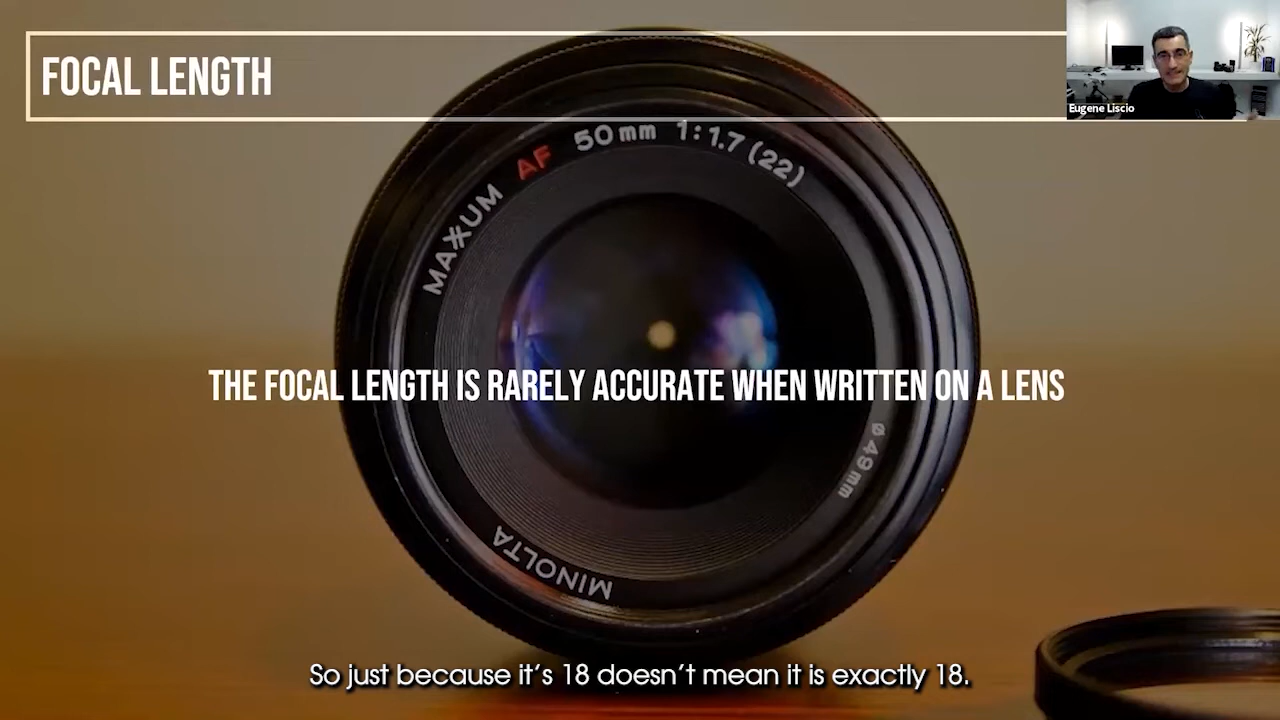 FOCAL LENGTH
Eugene Liscio
MAXXUM AF 50mm 1:1.7 (22)
THE FOCAL LENGTH IS RARELY ACCURATE WHEN WRITTEN ON A LENS
ø49mm
MINOLTA
So just because it's 18 doesn't mean it is exactly 18.